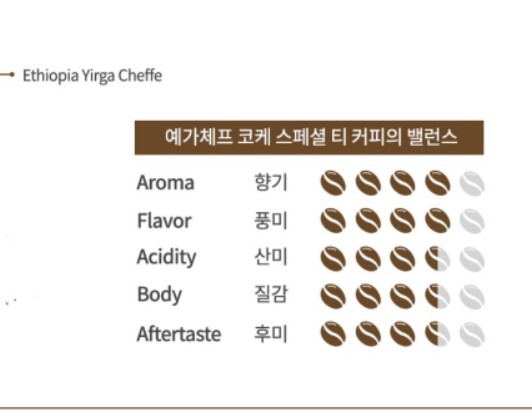 Ethiopia Yirga Cheffe
예가체프 코케 스페셜 티 커피의 밸런스
Aroma 향기
Flavor 풍미
Acidity 산미
Body 질감
Aftertaste 후미